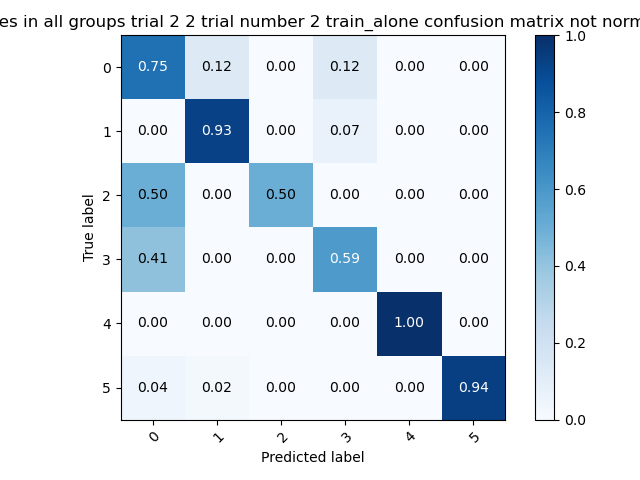 es in all groups trial 2 2 trial number 2 train_alone confusion matrix not norm
0 0.75 0.12 0.00 0.12 0.00 0.00
1 0.00 0.93 0.00 0.07 0.00 0.00
2 0.50 0.00 0.50 0.00 0.00 0.00
3 0.41 0.00 0.00 0.59 0.00 0.00
4 0.00 0.00 0.00 0.00 1.00 0.00
5 0.04 0.02 0.00 0.00 0.00 0.94
0 1 2 3 4 5
True label
Predicted label
1.0
0.8
0.6
0.4
0.2
0.0